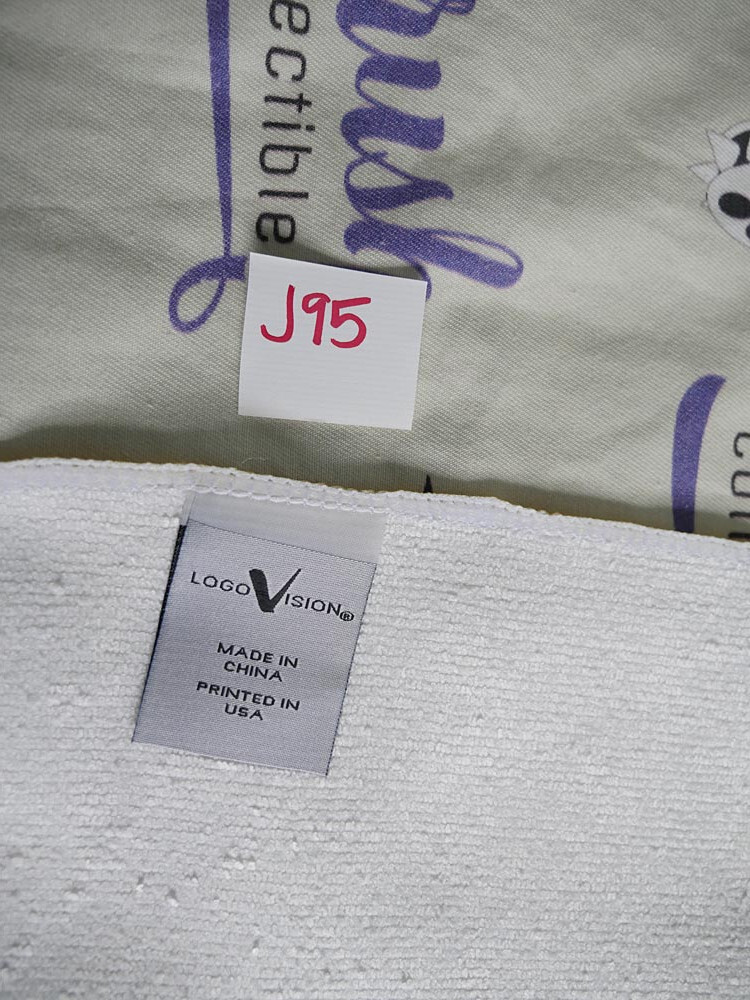 ectible
J95
LOGO VISION®
MADE IN
CHINA
PRINTED IN
USA